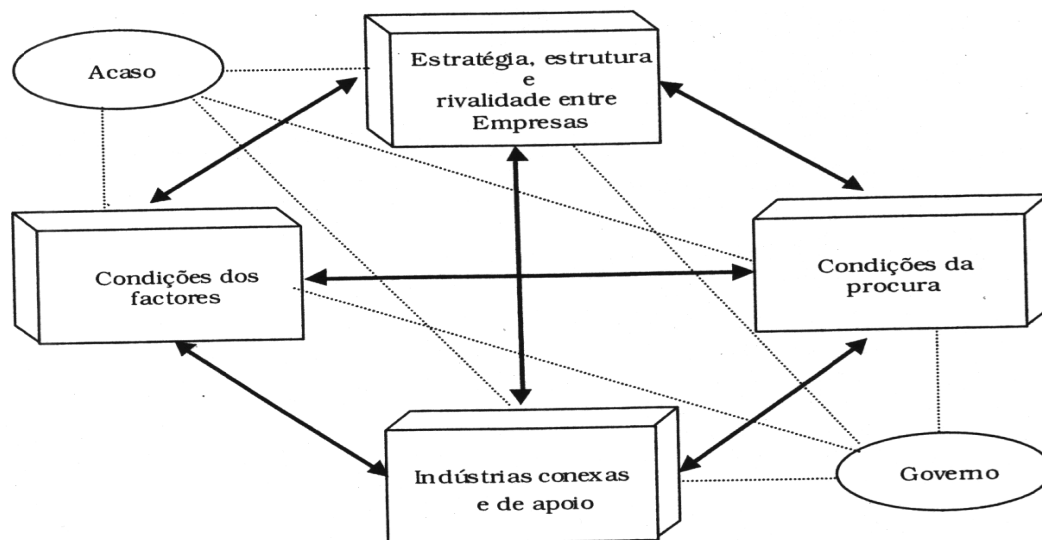 Acaso
Estratégia, estrutura
e
rivalidade entre
Empresas
Condições dos
factores
Condições da
procura
Indústrias conexas
e de apoio
Governo